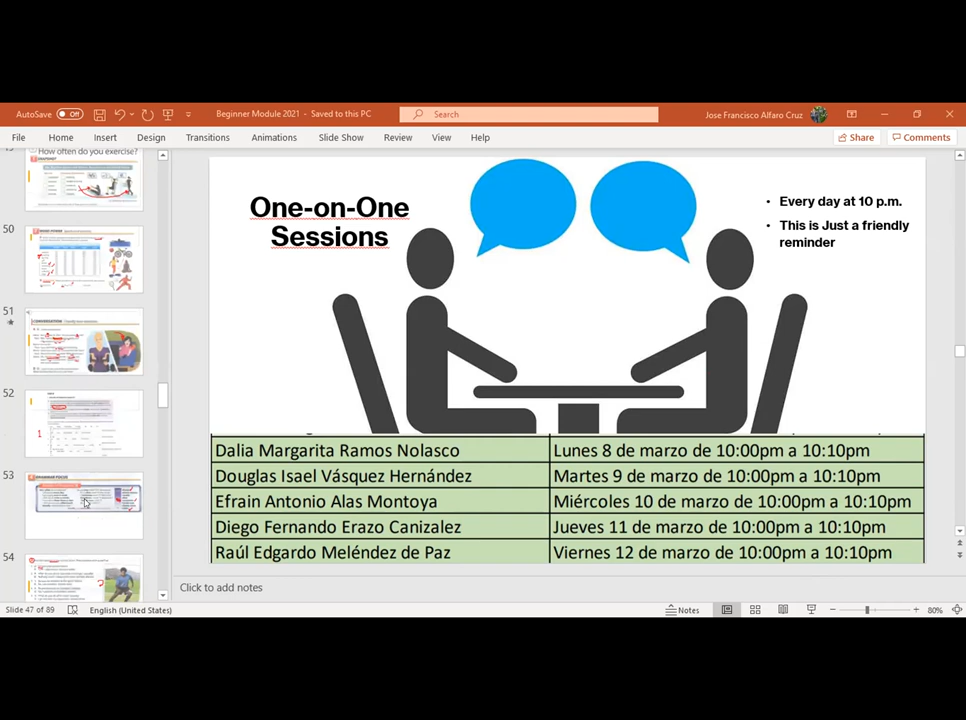 AutoSave Off Beginner Module 2021 - Saved to this PC Search Jose Francisco Alfaro Cruz
File Home Insert Design Transitions Animations Slide Show Review View Help Share Comments
How often do you exercise?
SNAPSHOT
50
51
CONVERSATION
52
53
GRAMMAR FOCUS
54
One-on-One
Sessions
• Every day at 10 p.m.
• This is Just a friendly
reminder
Dalia Margarita Ramos Nolasco Lunes 8 de marzo de 10:00pm a 10:10pm
Douglas Isael Vásquez Hernández Martes 9 de marzo de 10:00pm a 10:10pm
Efrain Antonio Alas Montoya Miércoles 10 de marzo de 10:00pm a 10:10pm
Diego Fernando Erazo Canizalez Jueves 11 de marzo de 10:00pm a 10:10pm
Raúl Edgardo Meléndez de Paz Viernes 12 de marzo de 10:00pm a 10:10pm
Click to add notes
Slide 47 of 89 English (United States) Notes 80%